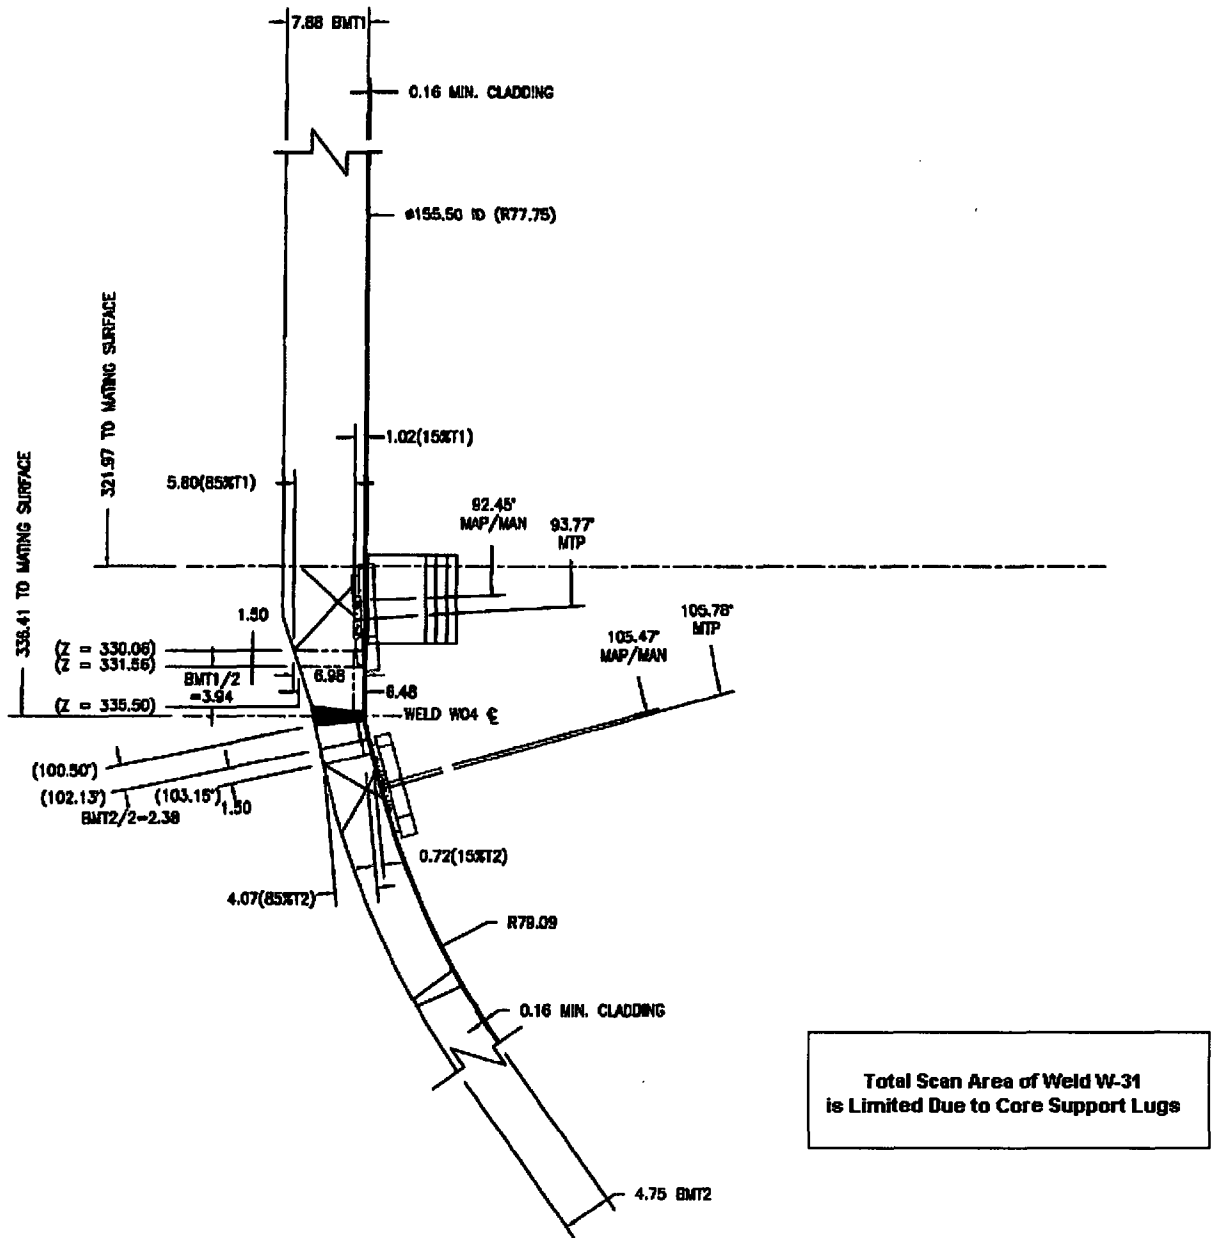 7.88 BMT1
0.16 MIN. CLADDING
ø155.50 ID (R77.75)
321.97 TO MATING SURFACE
336.41 TO MATING SURFACE
1.02(15%T1)
5.80(85%T1)
92.45°
MAP/MAN
93.77°
MTP
1.50
(Z = 330.06)
(Z = 331.56)
BMT1/2
=3.94
(Z = 335.50)
6.98
6.48
105.47°
MAP/MAN
105.78°
MTP
WELD W04 ℄
(100.50°)
(102.13°)
(103.15°)
1.50
BMT2/2=2.38
0.72(15%T2)
4.07(85%T2)
R79.09
0.16 MIN. CLADDING
Total Scan Area of Weld W-31
is Limited Due to Core Support Lugs
4.75 BMT2